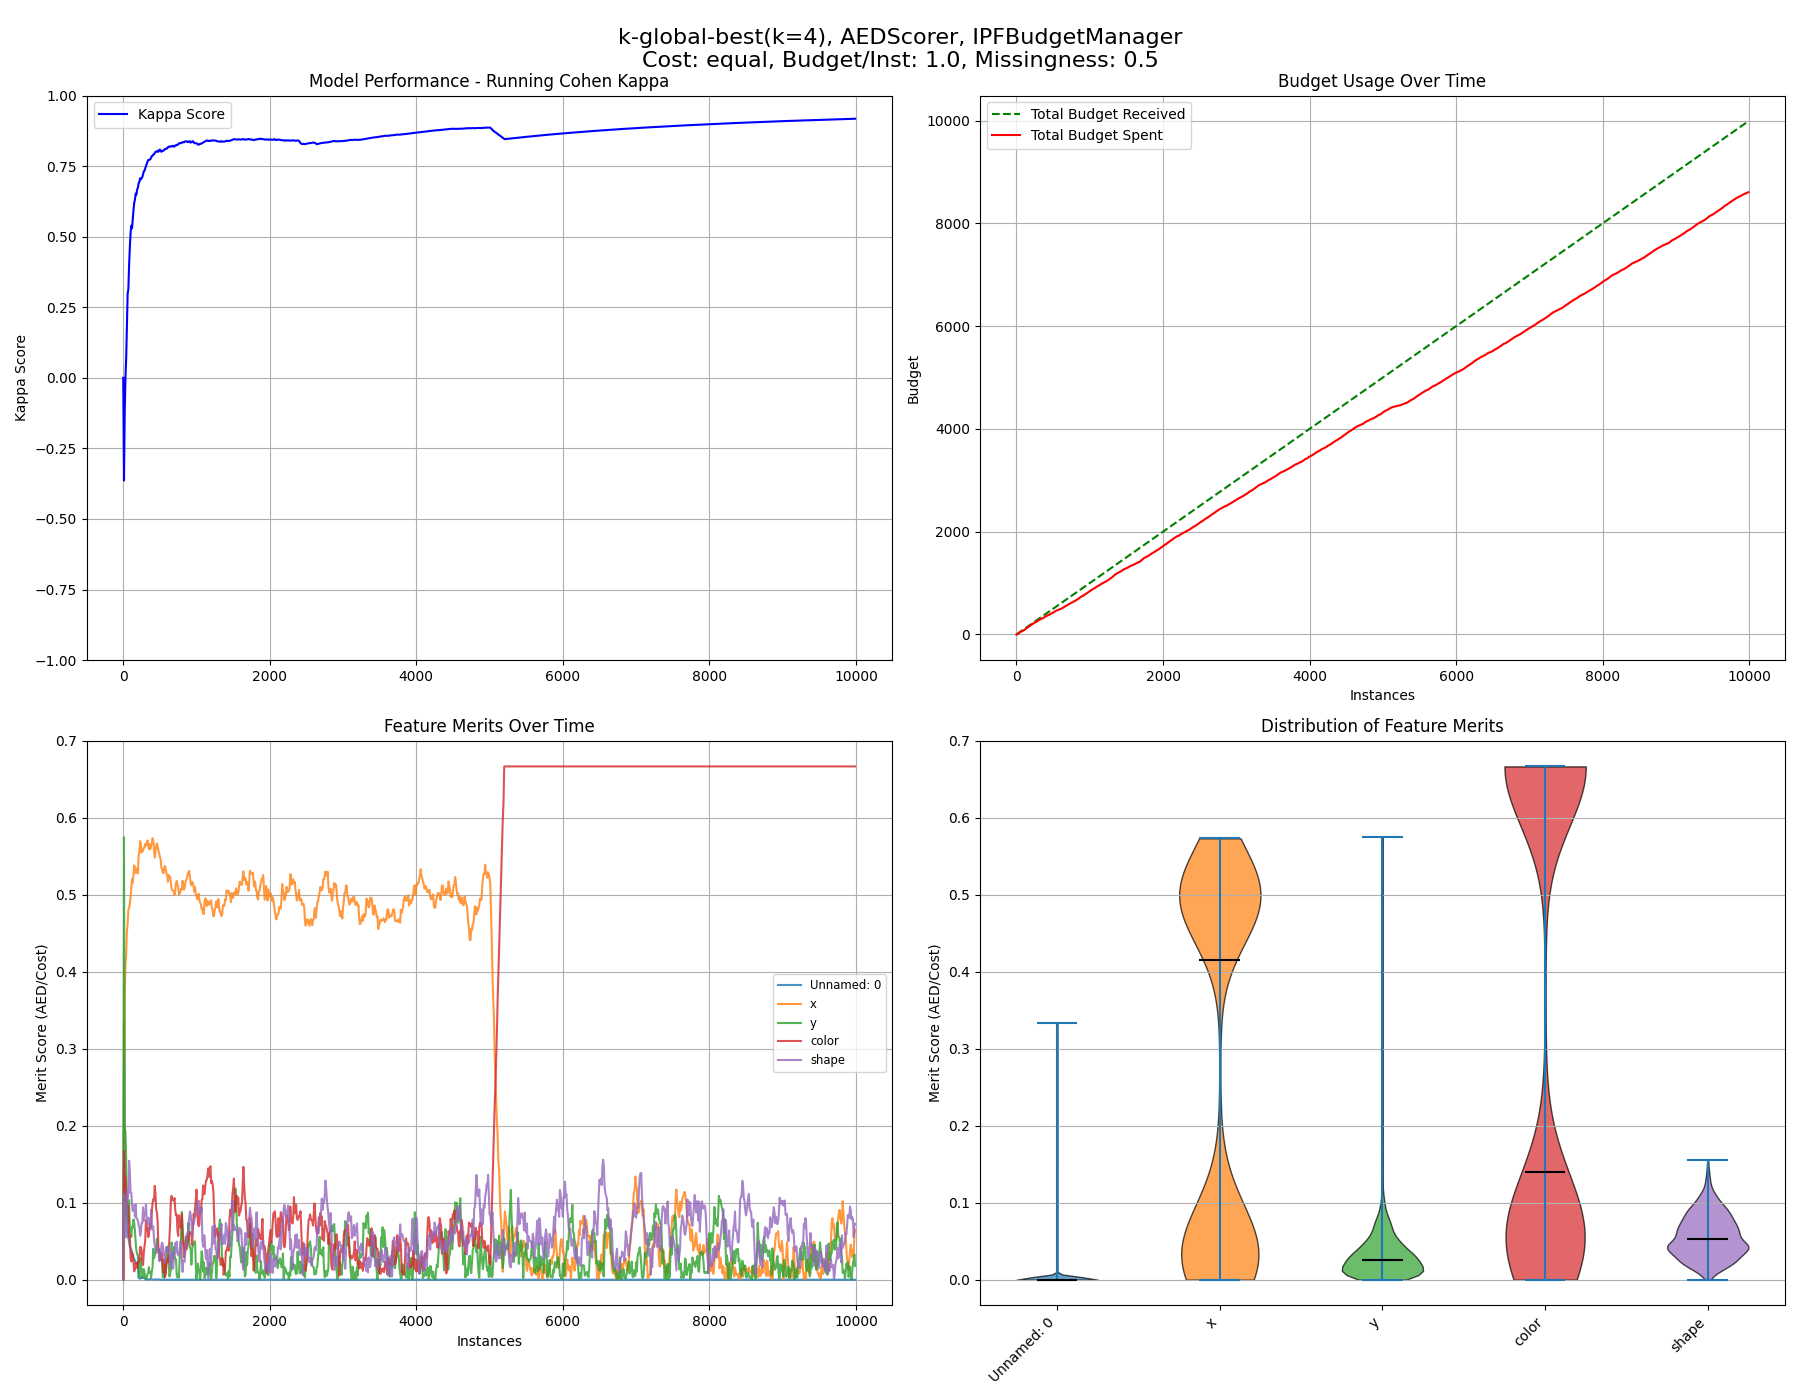 k-global-best(k=4), AEDScorer, IPFBudgetManager
Cost: equal, Budget/Inst: 1.0, Missingness: 0.5
Model Performance - Running Cohen Kappa
Kappa Score
1.00
0.75
0.50
0.25
0.00
−0.25
−0.50
−0.75
−1.00
Kappa Score
0 2000 4000 6000 8000 10000
Budget Usage Over Time
Total Budget Received
Total Budget Spent
10000
8000
6000
4000
2000
0
Budget
0 2000 4000 6000 8000 10000
Instances
Feature Merits Over Time
0.7
0.6
0.5
0.4
0.3
0.2
0.1
0.0
Merit Score (AED/Cost)
Unnamed: 0
x
y
color
shape
0 2000 4000 6000 8000 10000
Instances
Distribution of Feature Merits
0.7
0.6
0.5
0.4
0.3
0.2
0.1
0.0
Merit Score (AED/Cost)
Unnamed: 0
x
y
color
shape